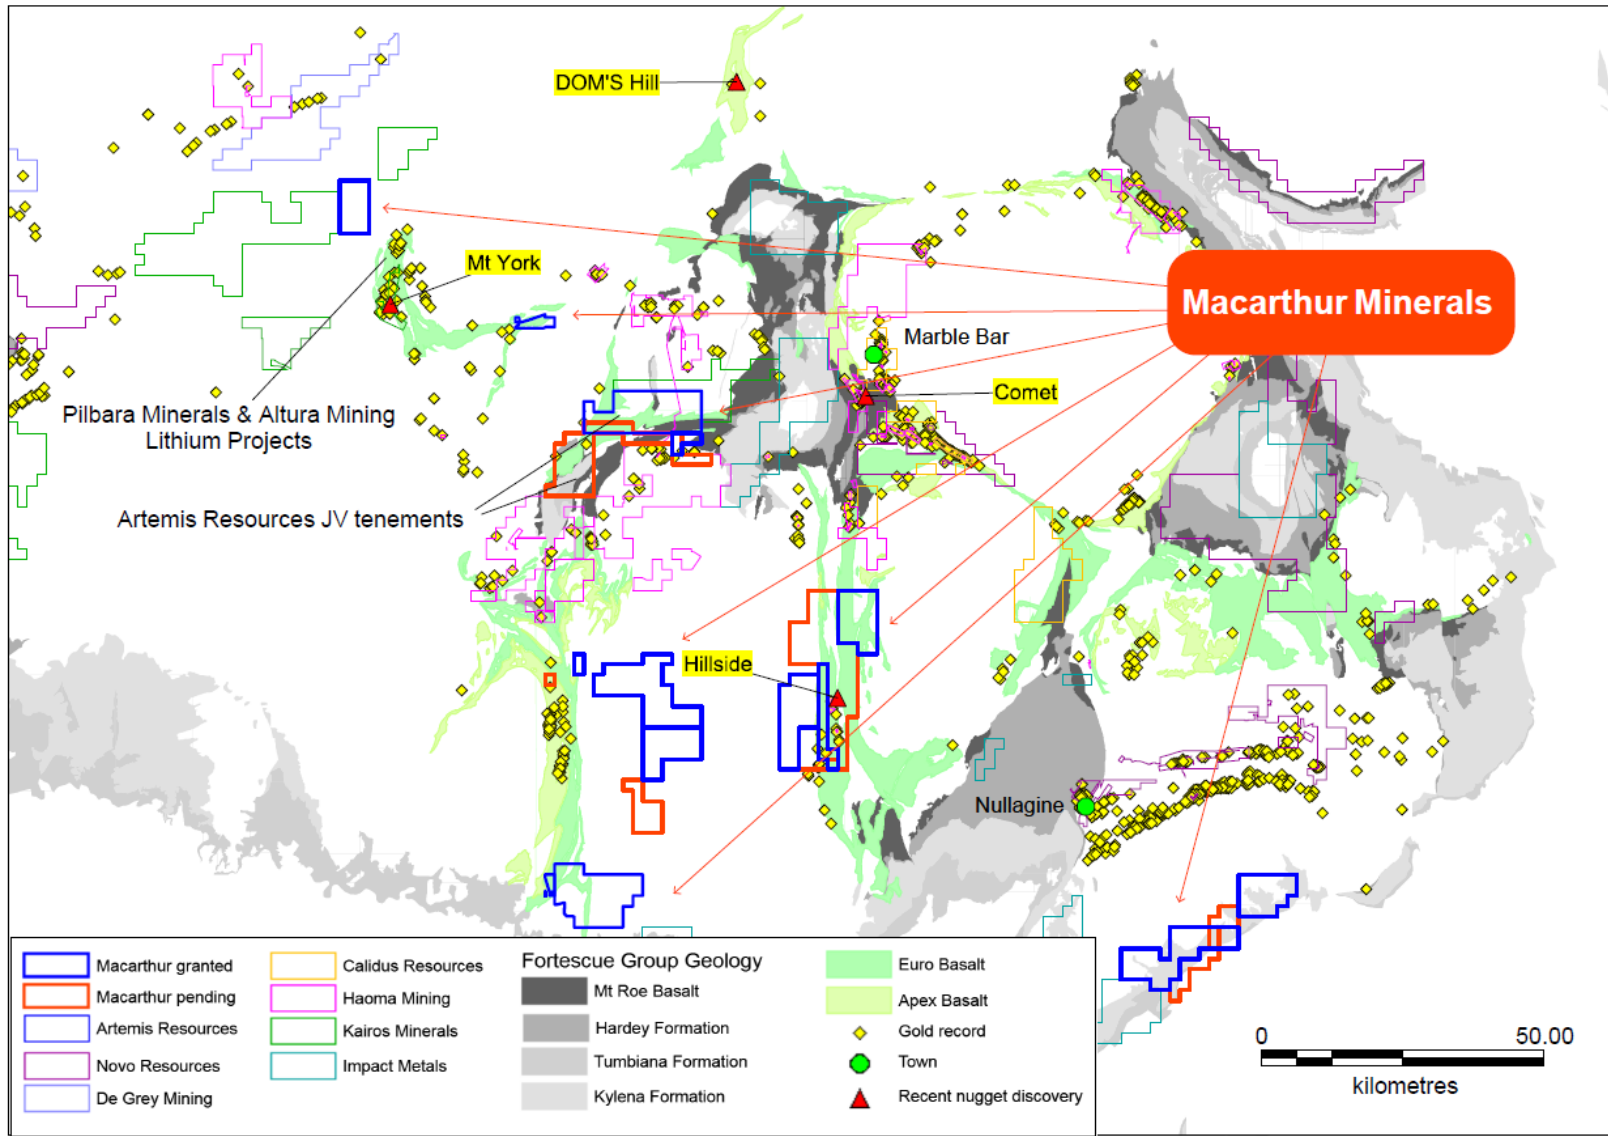 DOM'S Hill
Mt York
Macarthur Minerals
Marble Bar
Comet
Pilbara Minerals & Altura Mining
Lithium Projects
Artemis Resources JV tenements
Hillside
Nullagine
Macarthur granted
Macarthur pending
Artemis Resources
Novo Resources
De Grey Mining
Calidus Resources
Haoma Mining
Kairos Minerals
Impact Metals
Fortescue Group Geology
Mt Roe Basalt
Hardey Formation
Tumbiana Formation
Kylena Formation
Euro Basalt
Apex Basalt
Gold record
Town
Recent nugget discovery
0 50.00
kilometres